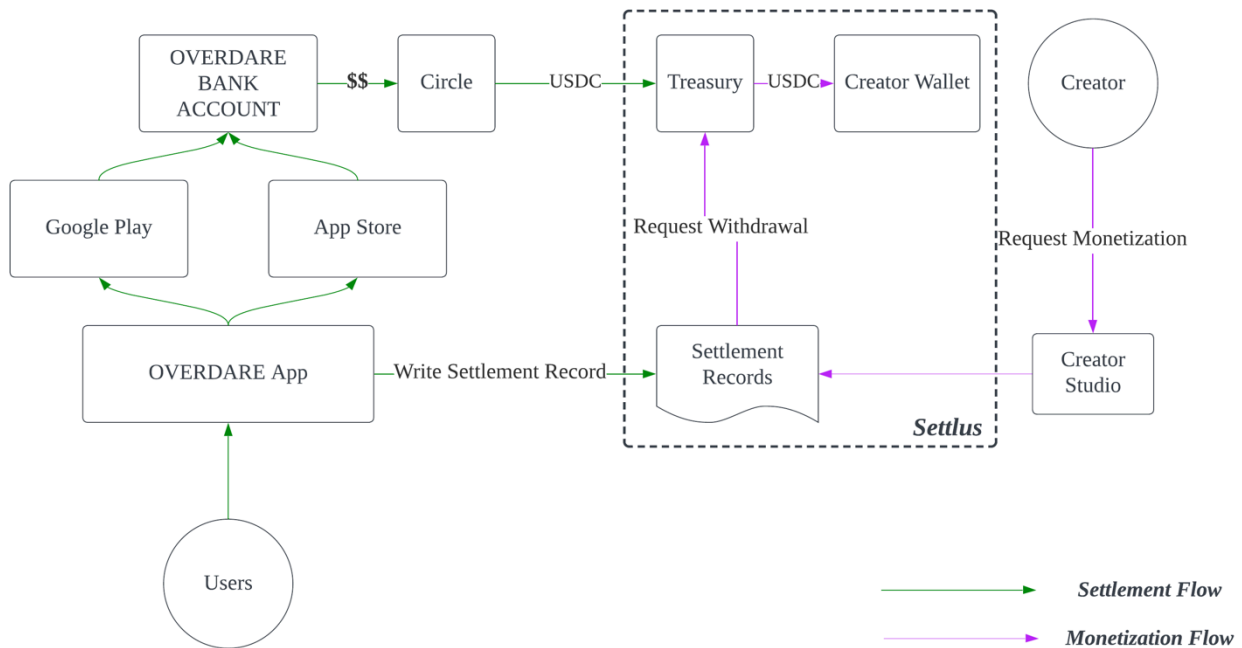 OVERDARE
BANK
ACCOUNT
$$
Circle
USDC
Treasury
USDC
Creator Wallet
Creator
Google Play
App Store
Request Withdrawal
Request Monetization
OVERDARE App
Write Settlement Record
Settlement
Records
Creator
Studio
Settlus
Users
Settlement Flow
Monetization Flow